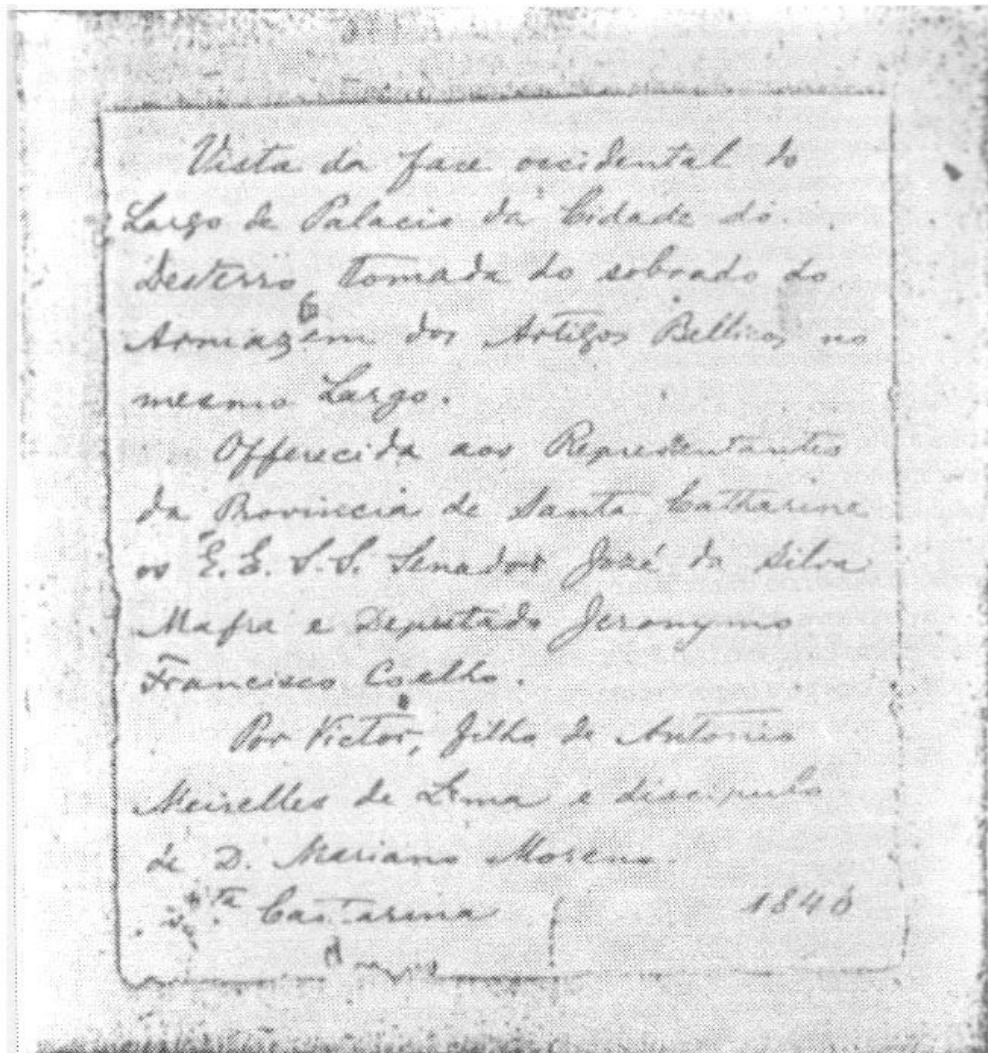 Vista da face occidental do
Largo de Palacio da Cidade do
Desterro, tomada do sobrado do
Armazem dos Artigos Bellicos no
mesmo Largo.
Offerecida aos Representantes
da Provincia de Santa Catharina
os E.E. S.S. Senador Jozé da Silva
Mafra e Deputado Jeronymo
Francisco Coelho.
Por Victor, filho de Antonio
Meirelles de Lima e discipulo
de D. Mariano Moreno.
Sta Catarina 1846